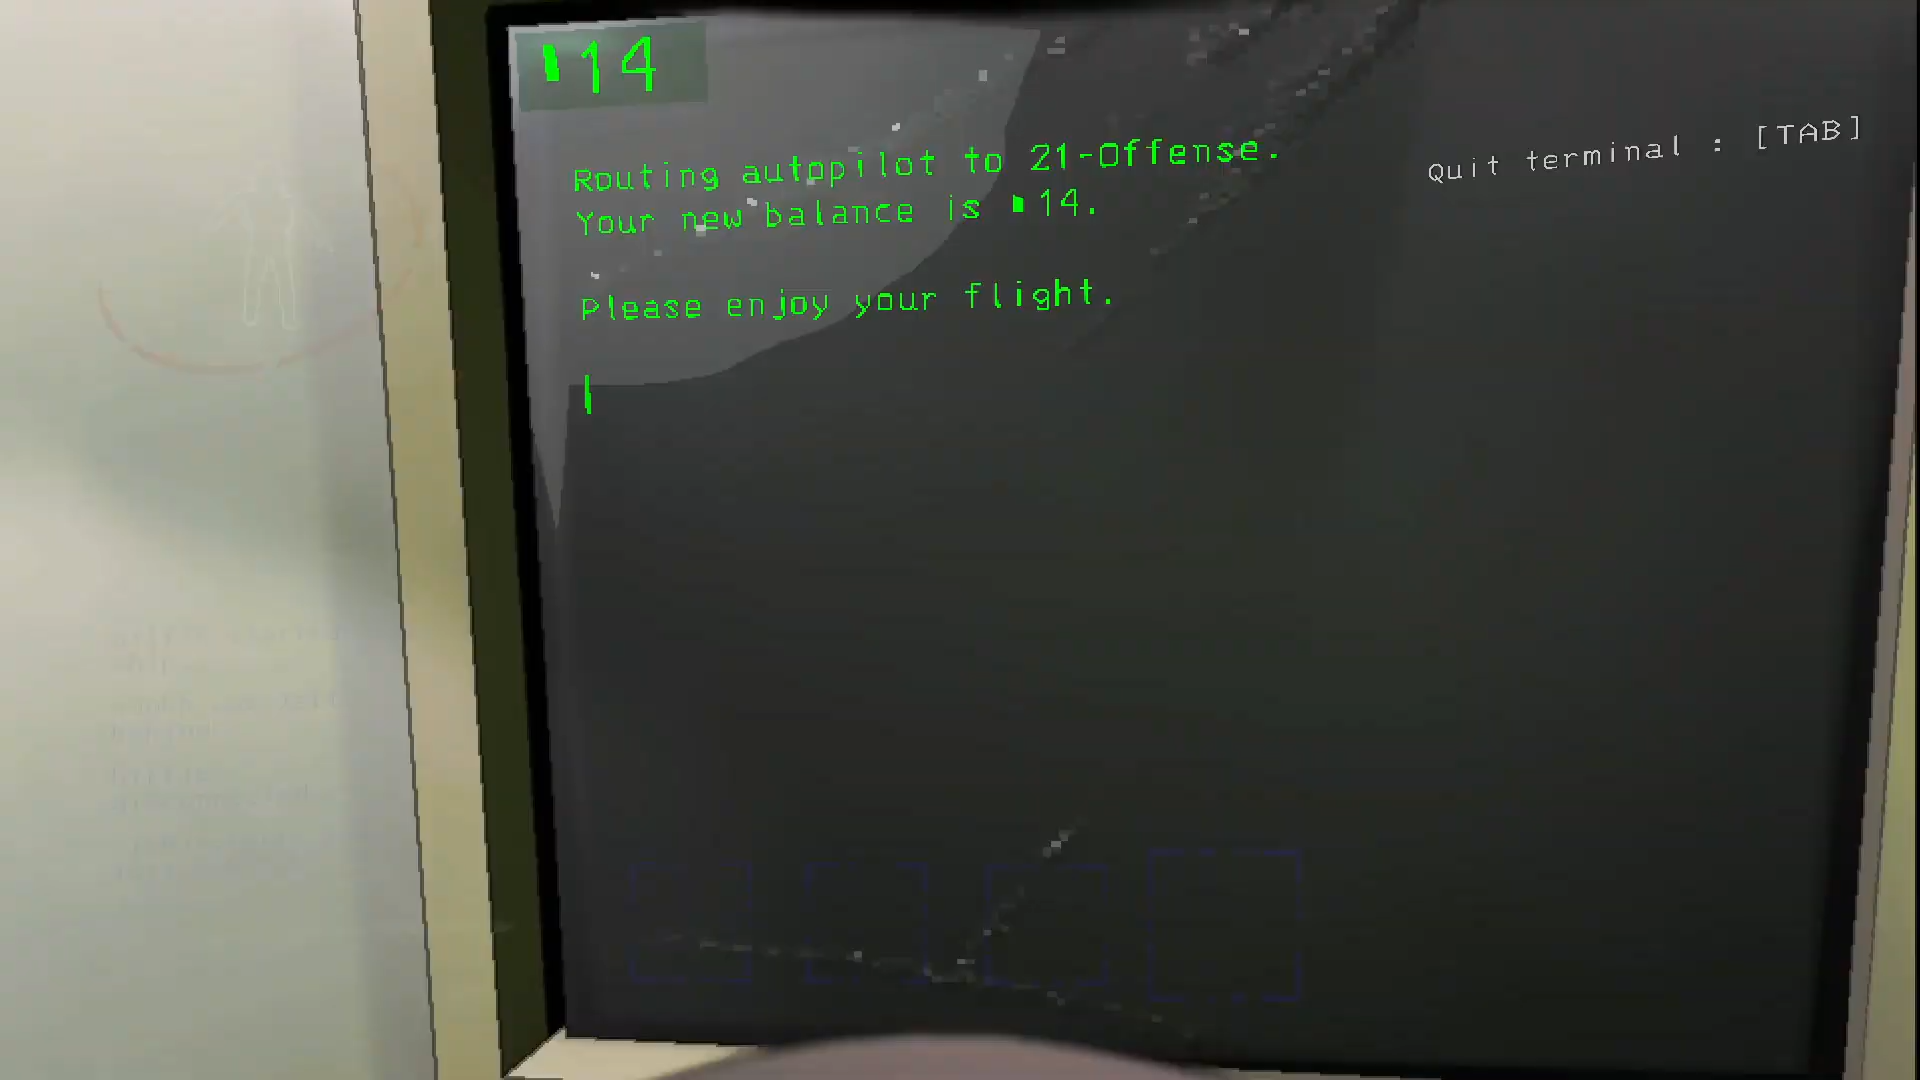 ▮14
Quit terminal : [TAB]
Routing autopilot to 21-Offense.
Your new balance is ▮14.
Please enjoy your flight.